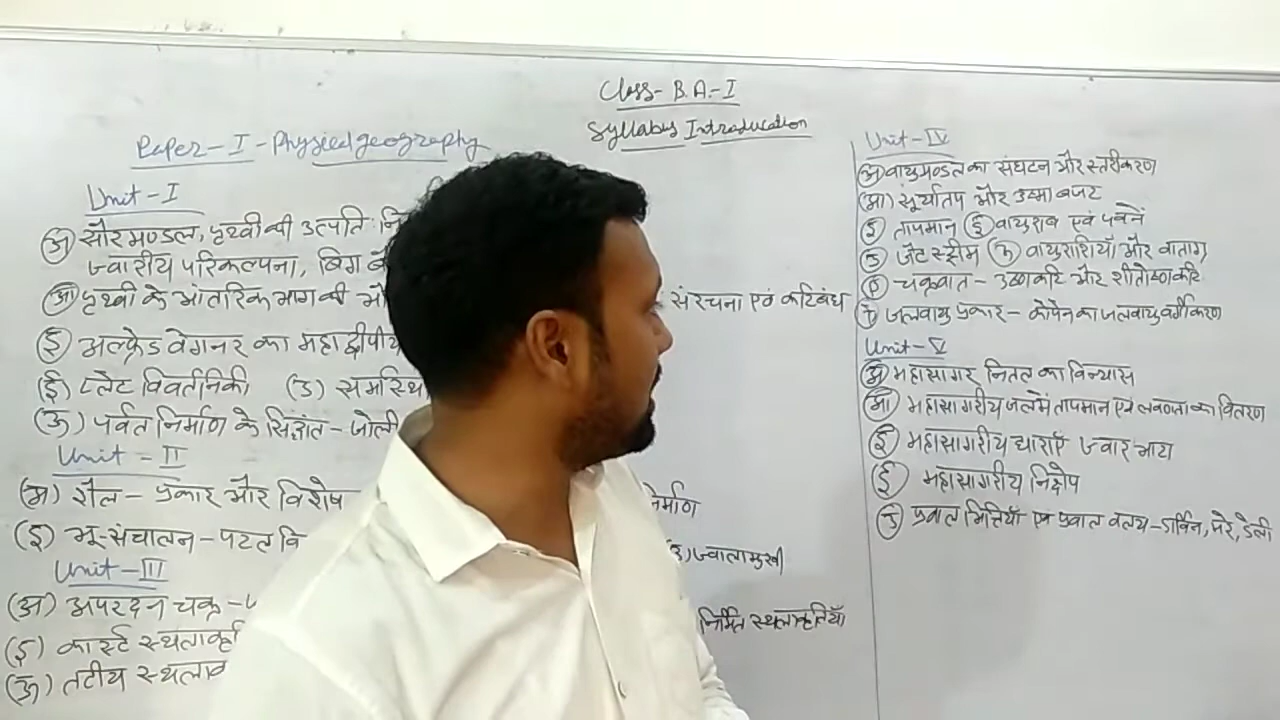 Class- B.A.-I
Syllabus Introducation
Paper-I-Physical geography
Unit-I
(अ) सौरमण्डल, पृथ्वी की उत्पति
ज्वारीय परिकल्पना, बिग
(आ) पृथ्वी के आंतरिक भाग की संरचना एवं कटिबंध
(इ) अल्फ्रेड वेगनर का महाद्वीपीय
(ई) प्लेट विवर्तनिकी (उ)
(ऊ) पर्वत निर्माण के सिद्धांत-
Unit-II
(अ) शैल- प्रकार और विशेष
(इ) भू-संचालन-पटल ज्वालामुखी
Unit-III
(अ) अपरदन चक्र-
निर्मित स्थलाकृतियाँ
(इ) कार्स्ट
(ऊ) तटीय
Unit-IV
(अ) वायुमण्डल का संघटन और स्तरीकरण
(आ) सूर्यातप और ऊष्मा बजट
(इ) तापमान (ई) वायुदाब एवं पवनें
(उ) जेट स्ट्रीम (ऊ) वायुराशियाँ और वाताग्र
चक्रवात- उष्णकटि और शीतोष्णकटि
जलवायु प्रकार- कोपेन का जलवायु वर्गीकरण
Unit-V
(अ) महासागर नितल का विन्यास
(आ) महासागरीय जल में तापमान एवं लवणता का वितरण
(इ) महासागरीय धाराएँ ज्वार भाटा
(ई) महासागरीय निक्षेप
(उ) प्रवाल भित्तियाँ एवं प्रवाल वलय-डार्विन, मरे, डेली